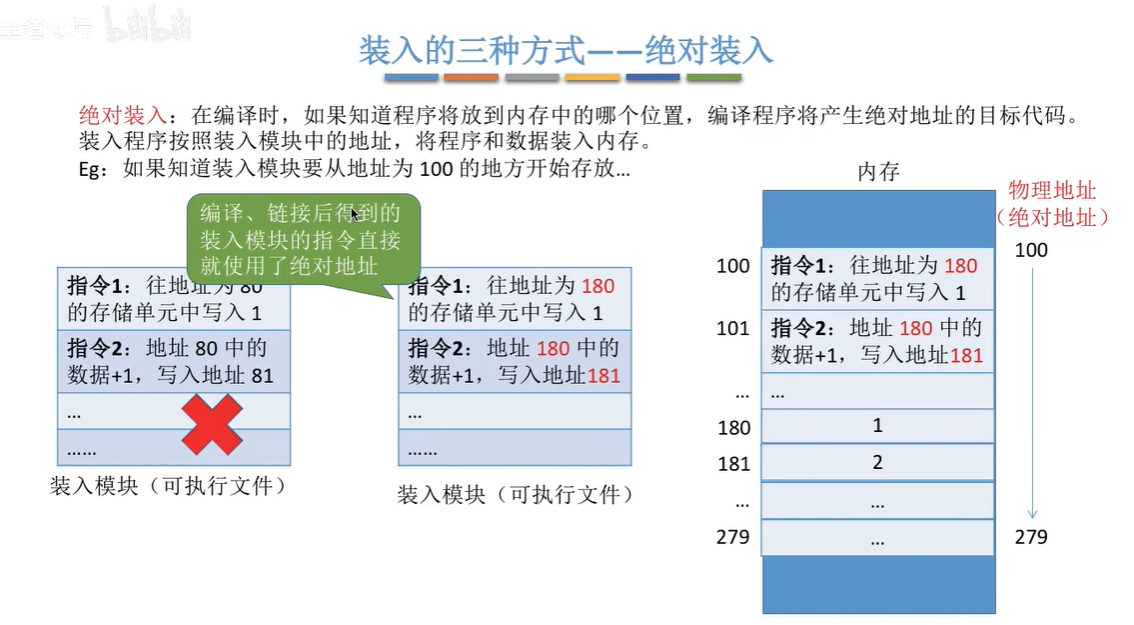 bilibili
装入的三种方式——绝对装入
绝对装入：在编译时，如果知道程序将放到内存中的哪个位置，编译程序将产生绝对地址的目标代码。
装入程序按照装入模块中的地址，将程序和数据装入内存。
Eg：如果知道装入模块要从地址为 100 的地方开始存放...
编译、链接后得到的
装入模块的指令直接
就使用了绝对地址
指令1：往地址为 80
的存储单元中写入 1
指令2：地址 80 中的
数据+1，写入地址 81
...
......
装入模块（可执行文件）
指令1：往地址为 180
的存储单元中写入 1
指令2：地址 180 中的
数据+1，写入地址181
...
......
装入模块（可执行文件）
内存
物理地址
（绝对地址）
100
指令1：往地址为 180
的存储单元中写入 1
101
指令2：地址 180 中的
数据+1，写入地址181
...
...
180
1
181
2
...
...
279
...
100
279